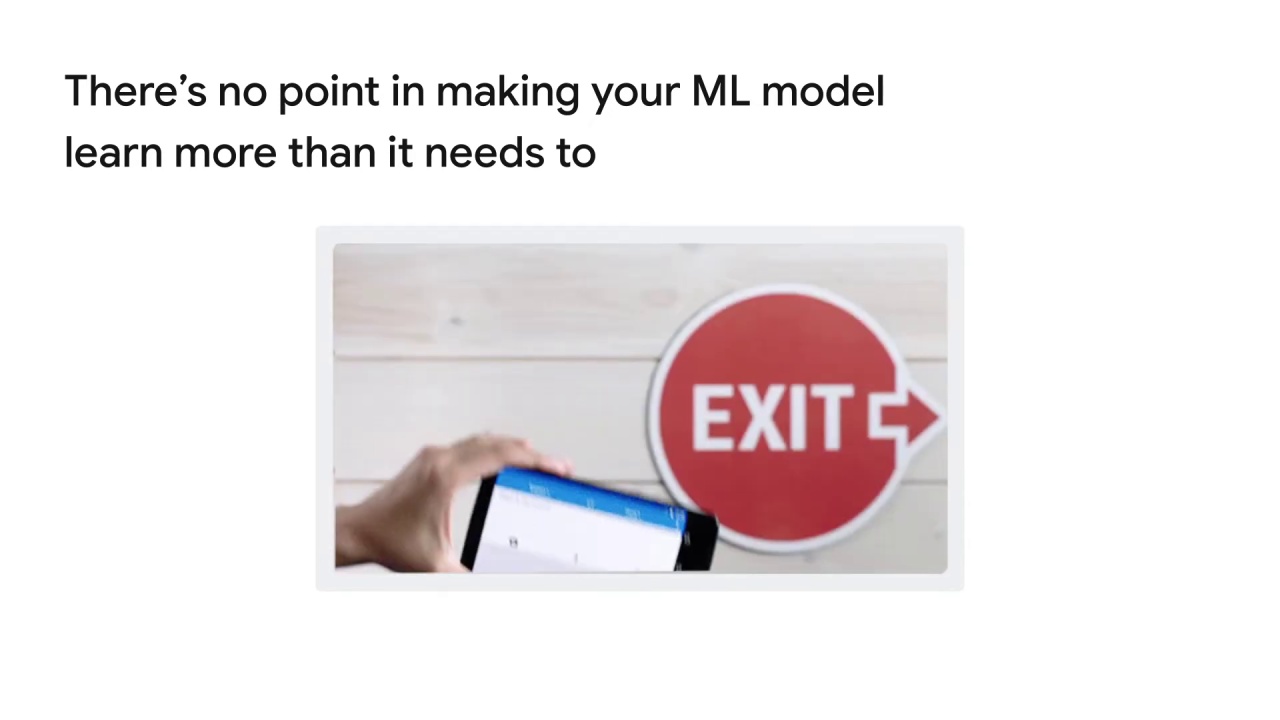 There’s no point in making your ML model
learn more than it needs to
EXIT